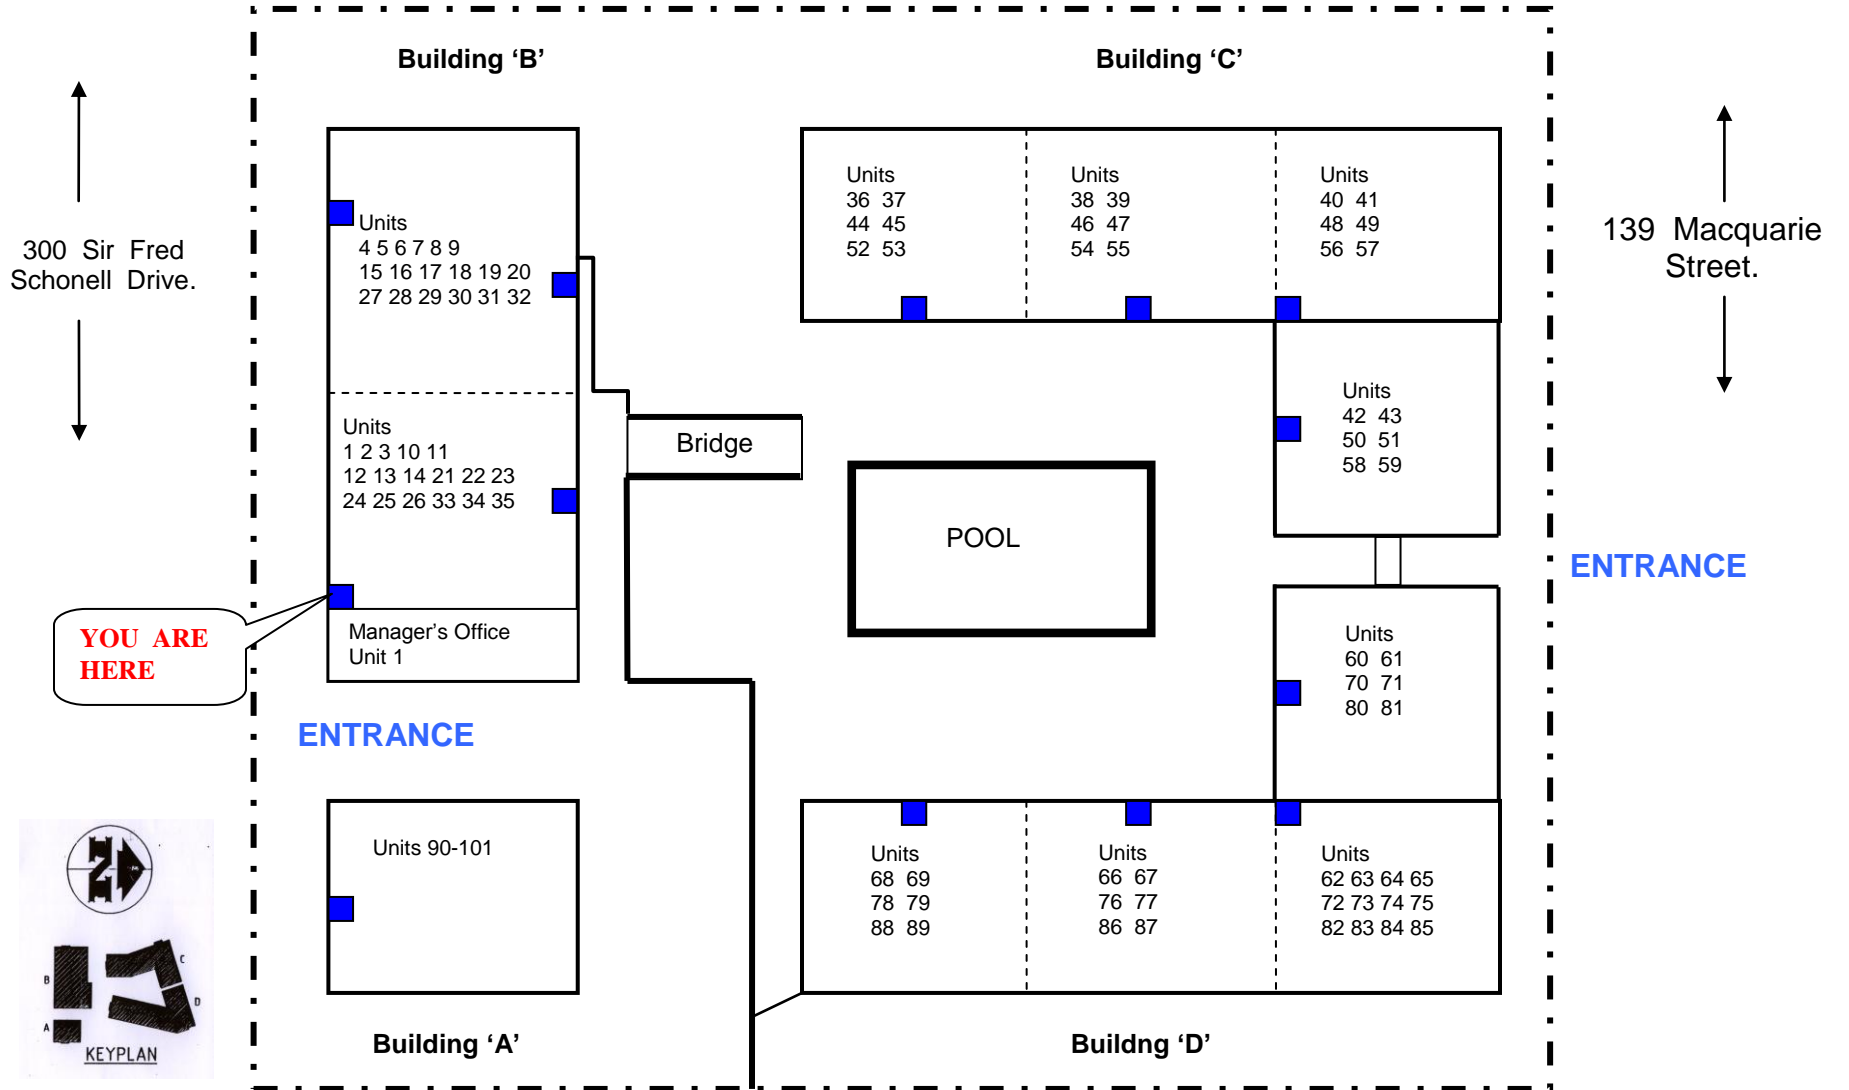 Building ‘B’
Building ‘C’
300 Sir Fred
Schonell Drive.
Units
4 5 6 7 8 9
15 16 17 18 19 20
27 28 29 30 31 32
Units
1 2 3 10 11
12 13 14 21 22 23
24 25 26 33 34 35
Manager’s Office
Unit 1
YOU ARE
HERE
ENTRANCE
Units 90-101
Building ‘A’
Bridge
POOL
Units
36 37
44 45
52 53
Units
38 39
46 47
54 55
Units
40 41
48 49
56 57
Units
42 43
50 51
58 59
139 Macquarie
Street.
ENTRANCE
Units
60 61
70 71
80 81
Units
68 69
78 79
88 89
Units
66 67
76 77
86 87
Units
62 63 64 65
72 73 74 75
82 83 84 85
Buildng ‘D’
N
B
C
D
A
KEYPLAN